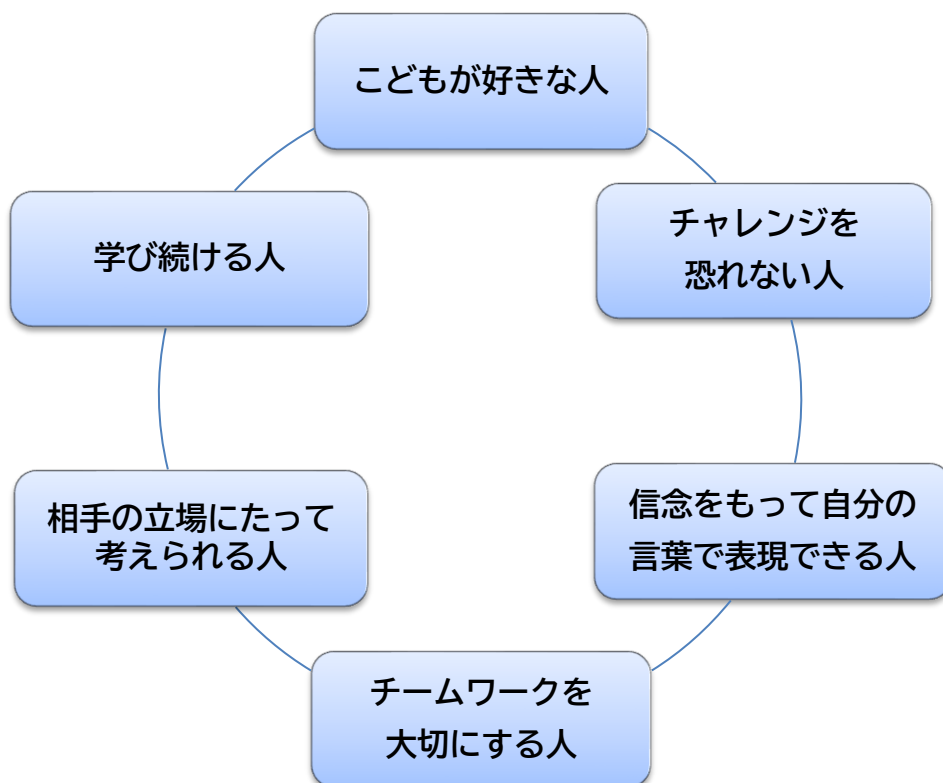 こどもが好きな人
チャレンジを
恐れない人
信念をもって自分の
言葉で表現できる人
チームワークを
大切にする人
相手の立場にたって
考えられる人
学び続ける人